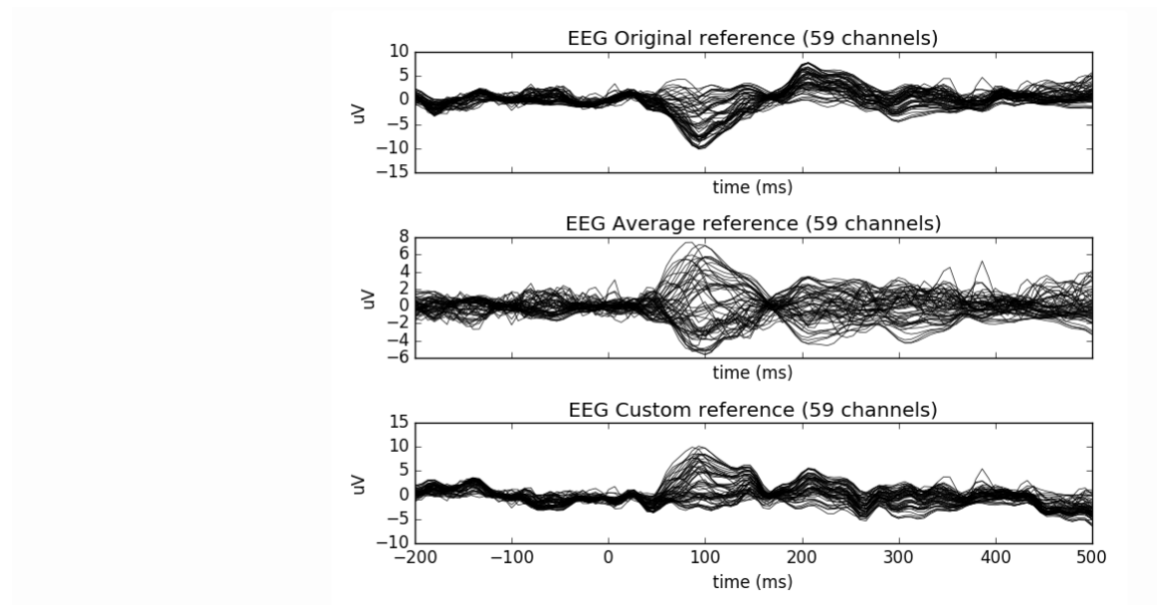 EEG Original reference (59 channels)
10
5
0
−5
−10
−15
uV
time (ms)
EEG Average reference (59 channels)
8
6
4
2
0
−2
−4
−6
uV
time (ms)
EEG Custom reference (59 channels)
15
10
5
0
−5
−10
uV
−200 −100 0 100 200 300 400 500
time (ms)